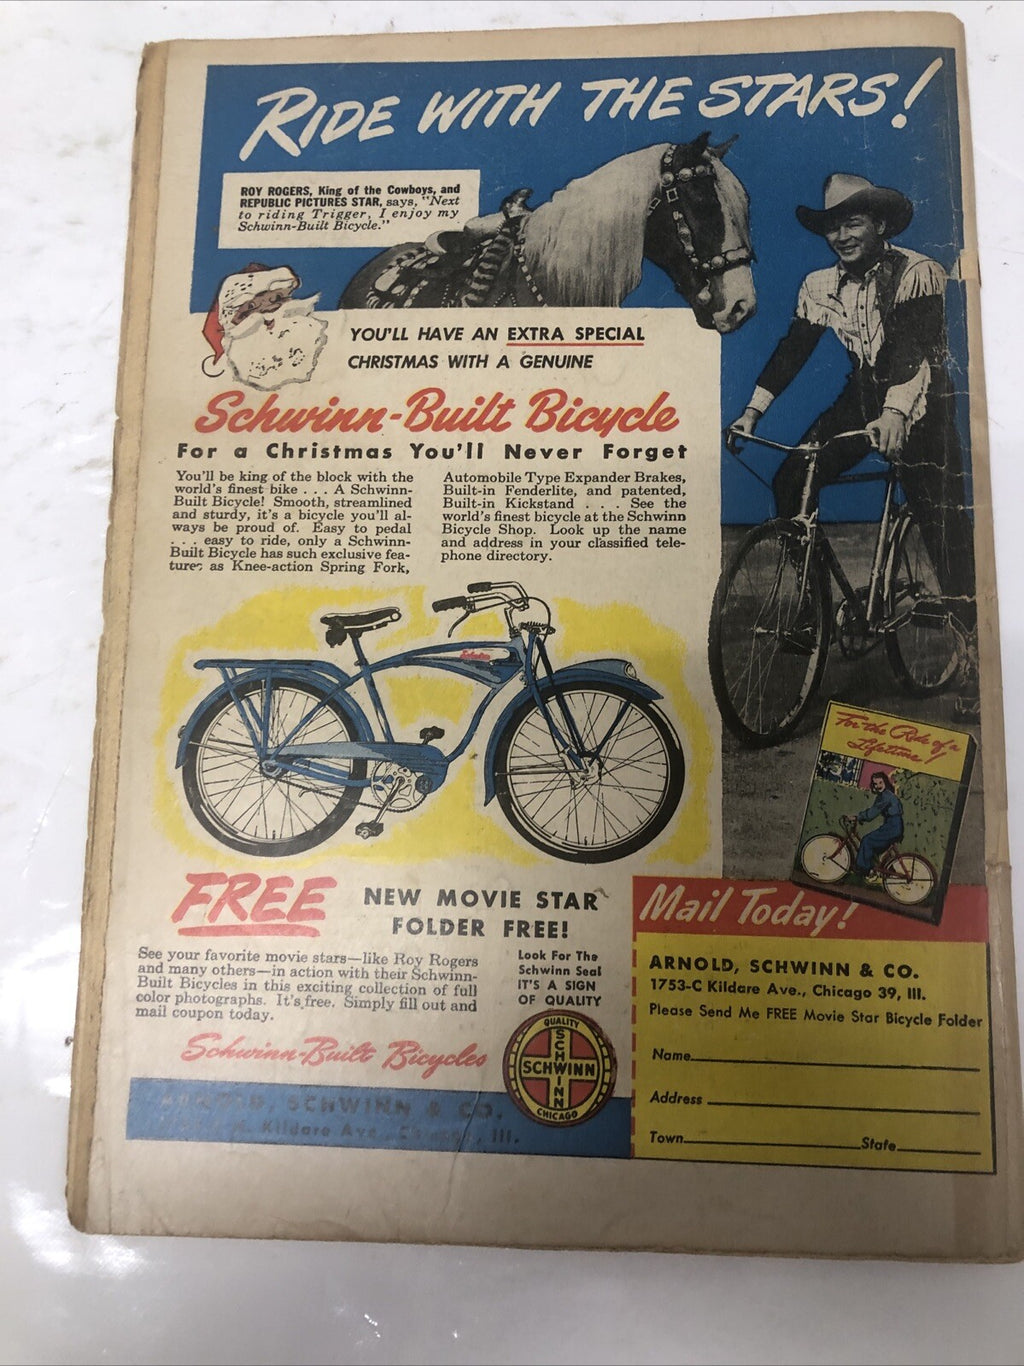 RIDE WITH THE STARS!
ROY ROGERS, King of the Cowboys, and
REPUBLIC PICTURES STAR, says, "Next
to riding Trigger, I enjoy my
Schwinn-Built Bicycle."
YOU'LL HAVE AN EXTRA SPECIAL
CHRISTMAS WITH A GENUINE
Schwinn-Built Bicycle
For a Christmas You'll Never Forget
You'll be king of the block with the
world's finest bike . . . A Schwinn-
Built Bicycle! Smooth, streamlined
and sturdy, it's a bicycle you'll al-
ways be proud of. Easy to pedal
. . . easy to ride, only a Schwinn-
Built Bicycle has such exclusive fea-
tures as Knee-action Spring Fork,
Automobile Type Expander Brakes,
Built-in Fenderlite, and patented,
Built-in Kickstand . . . See the
world's finest bicycle at the Schwinn
Bicycle Shop. Look up the name
and address in your classified tele-
phone directory.
Schwinn
For the Ride of a
Lifetime!
FREE
NEW MOVIE STAR
FOLDER FREE!
See your favorite movie stars—like Roy Rogers
and many others—in action with their Schwinn-
Built Bicycles in this exciting collection of full
color photographs. It's free. Simply fill out and
mail coupon today.
Look For The
Schwinn Seal
IT'S A SIGN
OF QUALITY
Schwinn-Built Bicycles
QUALITY
SCHWINN
SCHWINN
CHICAGO
ARNOLD, SCHWINN & CO.
N. Kildare Ave., Chicago, Ill.
Mail Today!
ARNOLD, SCHWINN & CO.
1753-C Kildare Ave., Chicago 39, Ill.
Please Send Me FREE Movie Star Bicycle Folder
Name
Address
Town State